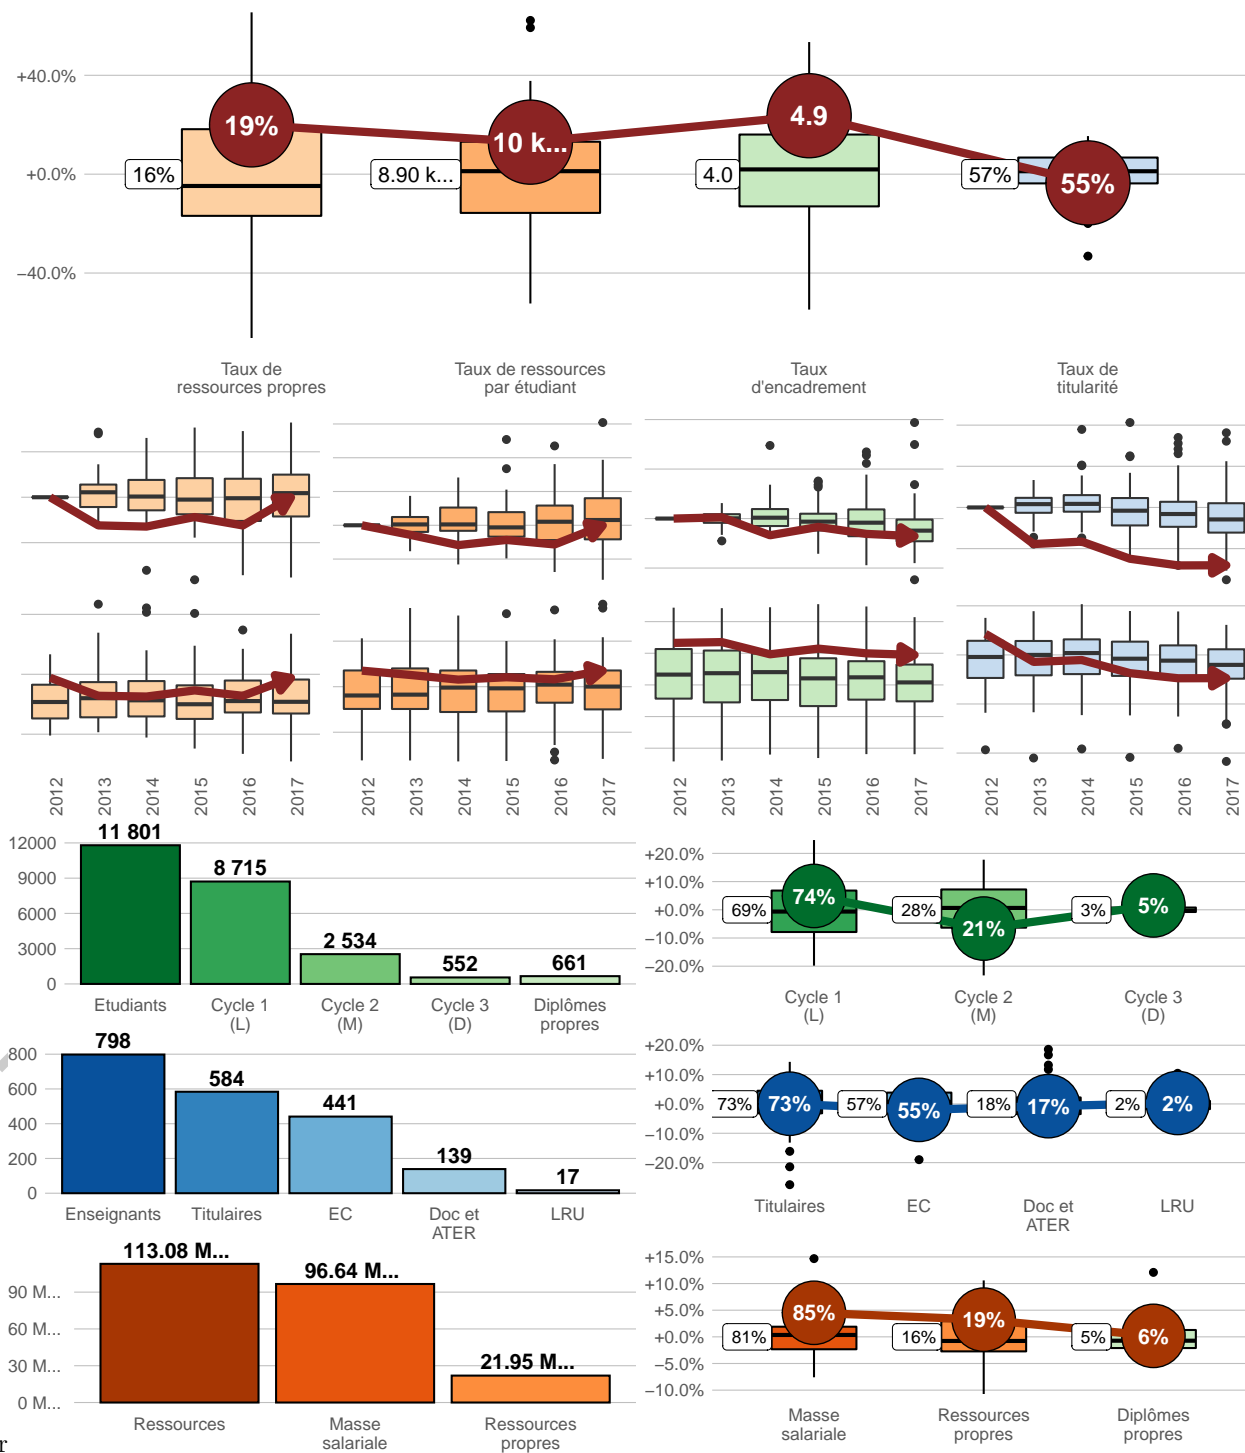 +40.0%
+0.0%
−40.0%
19%
10 k...
4.9
55%
16%
8.90 k...
4.0
57%
Taux de
ressources propres
Taux de ressources
par étudiant
Taux
d'encadrement
Taux de
titularité
2012
2013
2014
2015
2016
2017
2012
2013
2014
2015
2016
2017
2012
2013
2014
2015
2016
2017
2012
2013
2014
2015
2016
2017
12000
9000
6000
3000
0
11 801
8 715
2 534
552
661
Etudiants
Cycle 1
(L)
Cycle 2
(M)
Cycle 3
(D)
Diplômes
propres
+20.0%
+10.0%
+0.0%
−10.0%
−20.0%
69%
74%
28%
21%
3%
5%
Cycle 1
(L)
Cycle 2
(M)
Cycle 3
(D)
800
600
400
200
0
798
584
441
139
17
Enseignants
Titulaires
EC
Doc et
ATER
LRU
+20.0%
+10.0%
+0.0%
−10.0%
−20.0%
73%
73%
57%
55%
18%
17%
2%
2%
Titulaires
EC
Doc et
ATER
LRU
90 M...
60 M...
30 M...
0 M...
113.08 M...
96.64 M...
21.95 M...
Ressources
Masse
salariale
Ressources
propres
+15.0%
+10.0%
+5.0%
+0.0%
−5.0%
−10.0%
81%
85%
16%
19%
5%
6%
Masse
salariale
Ressources
propres
Diplômes
propres
r